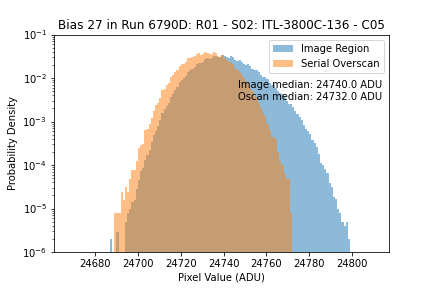 Bias 27 in Run 6790D: R01 - S02: ITL-3800C-136 - C05
Image Region
Serial Overscan
Image median: 24740.0 ADU
Oscan median: 24732.0 ADU
Probability Density
10⁻¹
10⁻²
10⁻³
10⁻⁴
10⁻⁵
10⁻⁶
24680 24700 24720 24740 24760 24780 24800
Pixel Value (ADU)